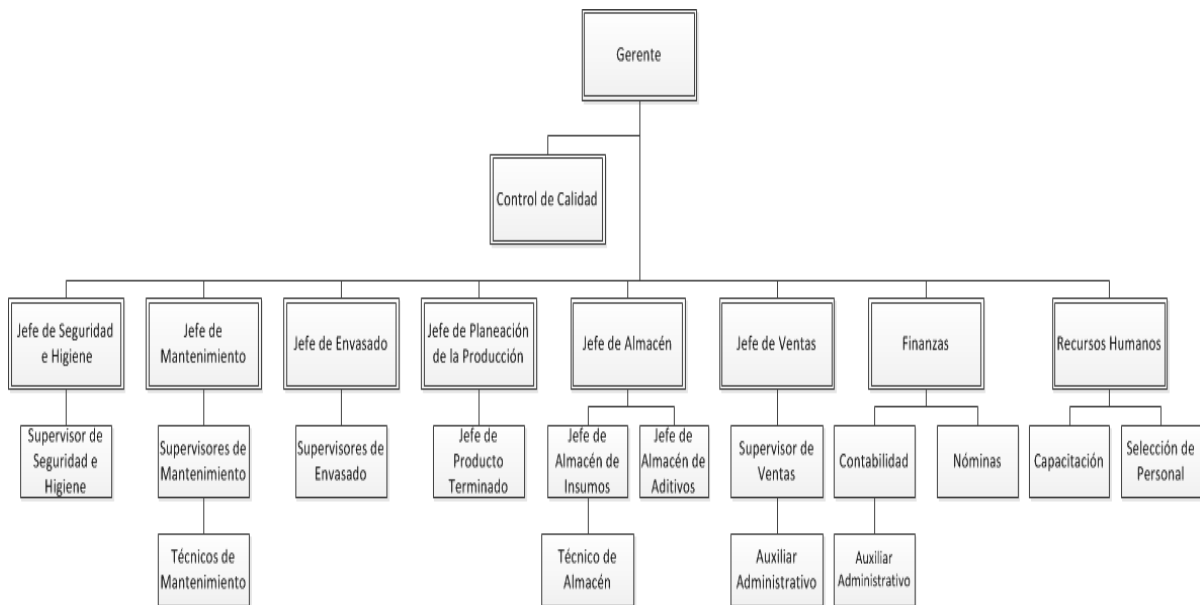 Gerente
Control de Calidad
Jefe de Seguridad
e Higiene
Jefe de
Mantenimiento
Jefe de Envasado
Jefe de Planeación
de la Producción
Jefe de Almacén
Jefe de Ventas
Finanzas
Recursos Humanos
Supervisor de
Seguridad e
Higiene
Supervisores de
Mantenimiento
Supervisores de
Envasado
Jefe de
Producto
Terminado
Jefe de
Almacén de
Insumos
Jefe de
Almacén de
Aditivos
Supervisor de
Ventas
Contabilidad
Nóminas
Capacitación
Selección de
Personal
Técnicos de
Mantenimiento
Técnico de
Almacén
Auxiliar
Administrativo
Auxiliar
Administrativo